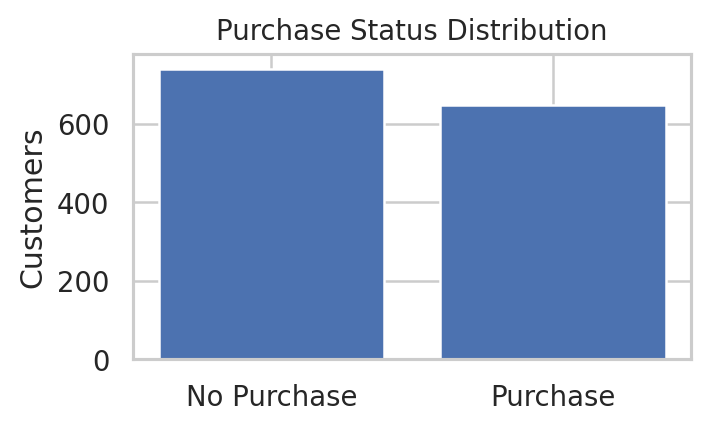 Purchase Status Distribution
Customers
600
400
200
0
No Purchase
Purchase